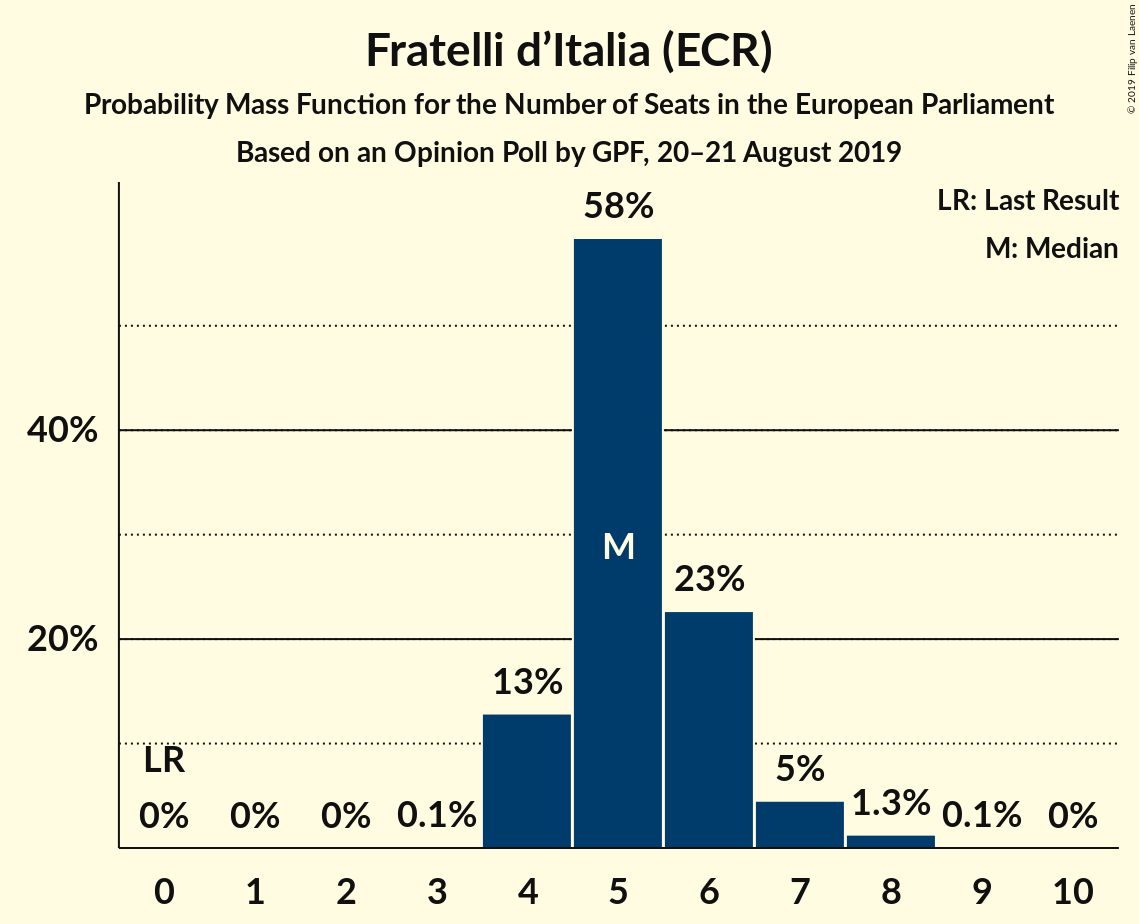 Fratelli d’Italia (ECR)
Probability Mass Function for the Number of Seats in the European Parliament
Based on an Opinion Poll by GPF, 20–21 August 2019
© 2019 Filip van Laenen
LR: Last Result
M: Median
58%
40%
M
23%
20%
13%
LR
5%
0% 0% 0% 0.1% 1.3% 0.1% 0%
0 1 2 3 4 5 6 7 8 9 10